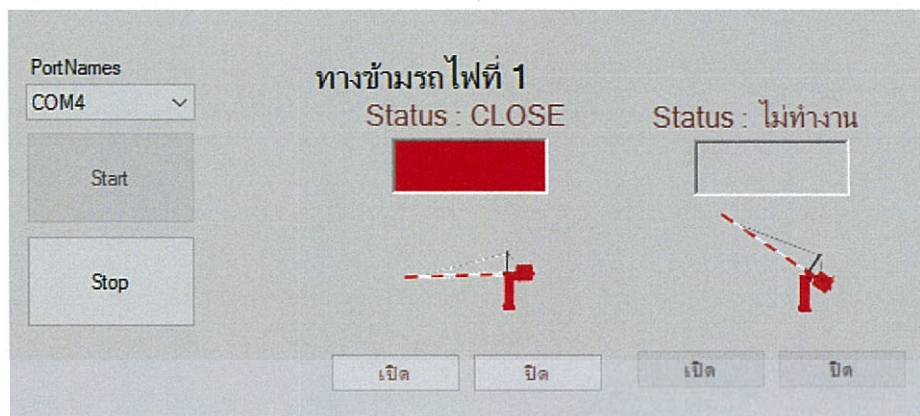 PortNames
COM4
Start
Stop
ทางข้ามรถไฟที่ 1
Status : CLOSE
Status : ไม่ทำงาน
เปิด
ปิด
เปิด
ปิด